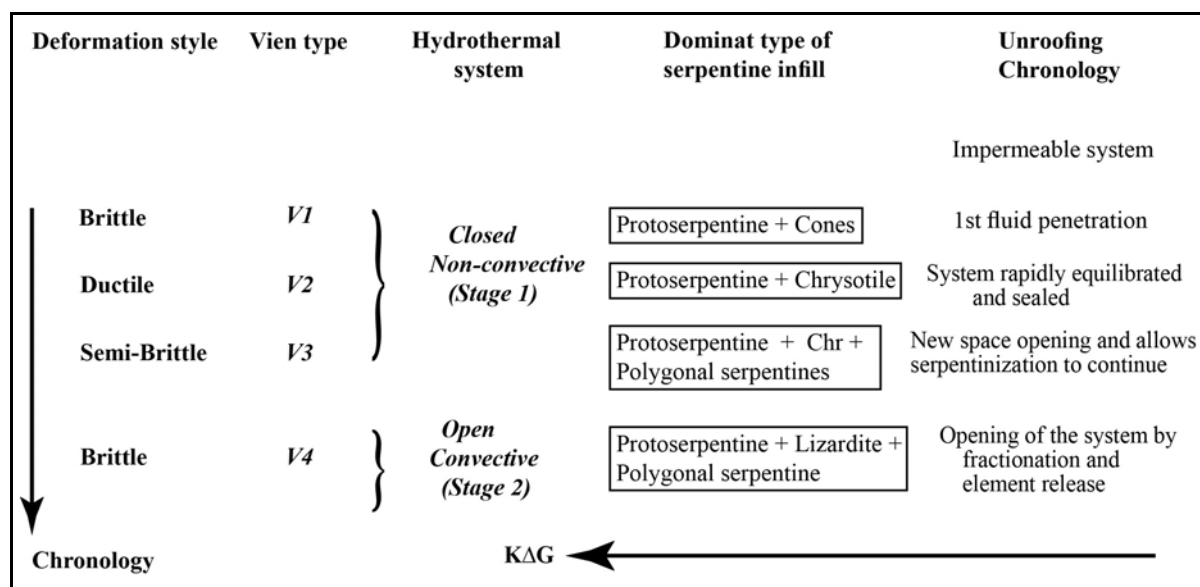 Deformation style Vien type Hydrothermal system Dominat type of serpentine infill Unroofing Chronology
Impermeable system
Brittle V1 Protoserpentine + Cones 1st fluid penetration
Closed
Non-convective
(Stage 1)
Ductile V2 Protoserpentine + Chrysotile System rapidly equilibrated
and sealed
Semi-Brittle V3 Protoserpentine + Chr +
Polygonal serpentines
New space opening and allows
serpentinization to continue
Brittle V4
Open
Convective
(Stage 2)
Protoserpentine + Lizardite +
Polygonal serpentine
Opening of the system by
fractionation and
element release
Chronology
KΔG